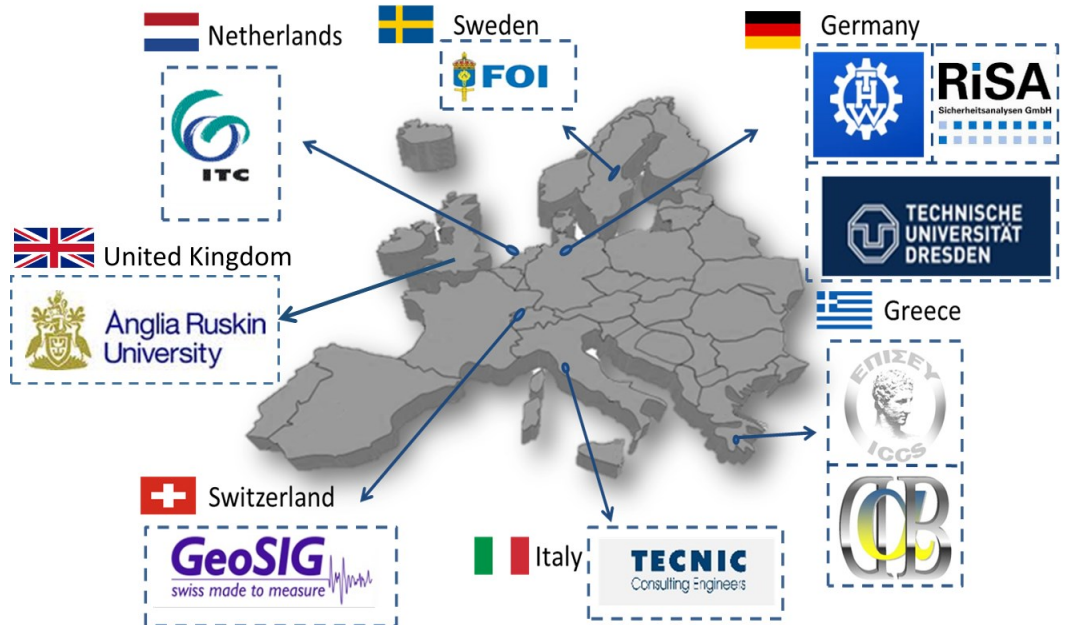 Netherlands
ITC
Sweden
FOI
Germany
THW
RiSA
Sicherheitsanalysen GmbH
TECHNISCHE
UNIVERSITÄT
DRESDEN
United Kingdom
Anglia Ruskin
University
Greece
ΕΠΙΣΕΥ
ICCS
Switzerland
GeoSIG
swiss made to measure
Italy
TECNIC
Consulting Engineers